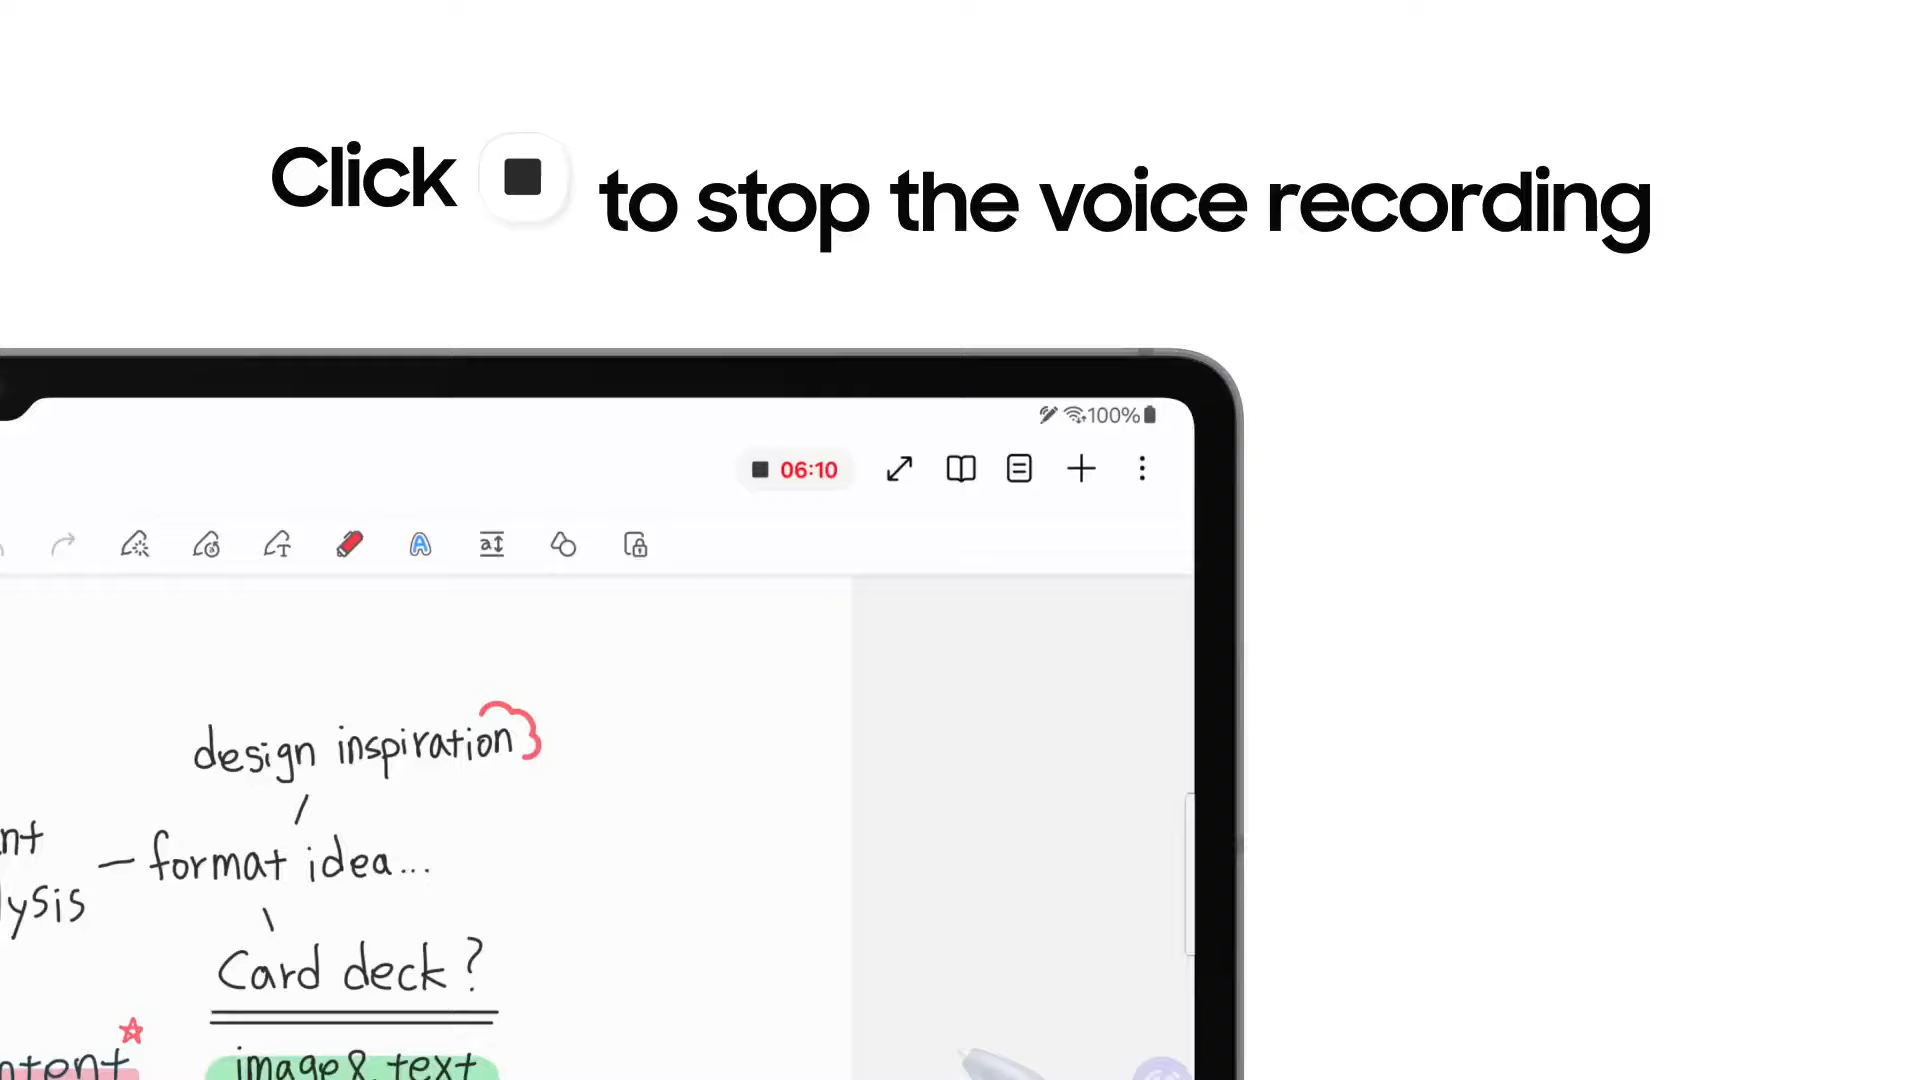 Click to stop the voice recording
100%
06:10
design inspiration
nt
- format idea...
lysis
Card deck?
ntent
image & text